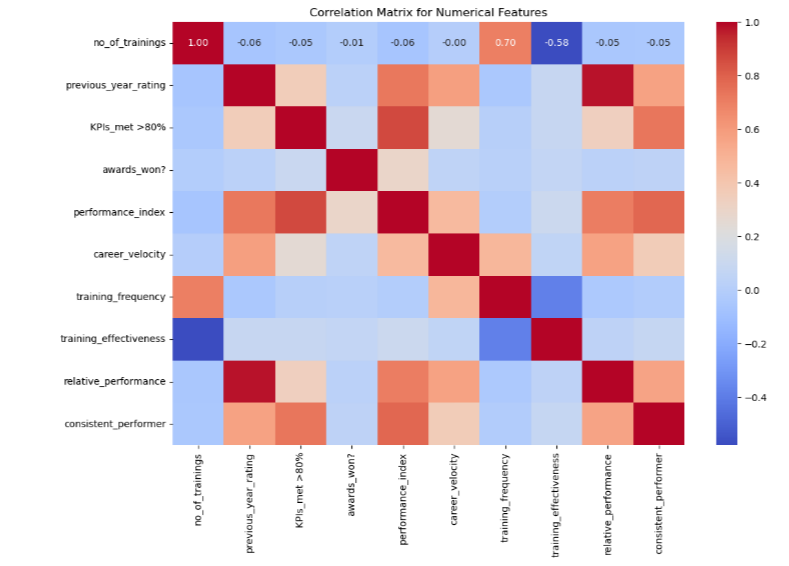 Correlation Matrix for Numerical Features
no_of_trainings
1.00 -0.06 -0.05 -0.01 -0.06 -0.00 0.70 -0.58 -0.05 -0.05
previous_year_rating
KPIs_met >80%
awards_won?
performance_index
career_velocity
training_frequency
training_effectiveness
relative_performance
consistent_performer
no_of_trainings
previous_year_rating
KPIs_met >80%
awards_won?
performance_index
career_velocity
training_frequency
training_effectiveness
relative_performance
consistent_performer
1.0
0.8
0.6
0.4
0.2
0.0
−0.2
−0.4